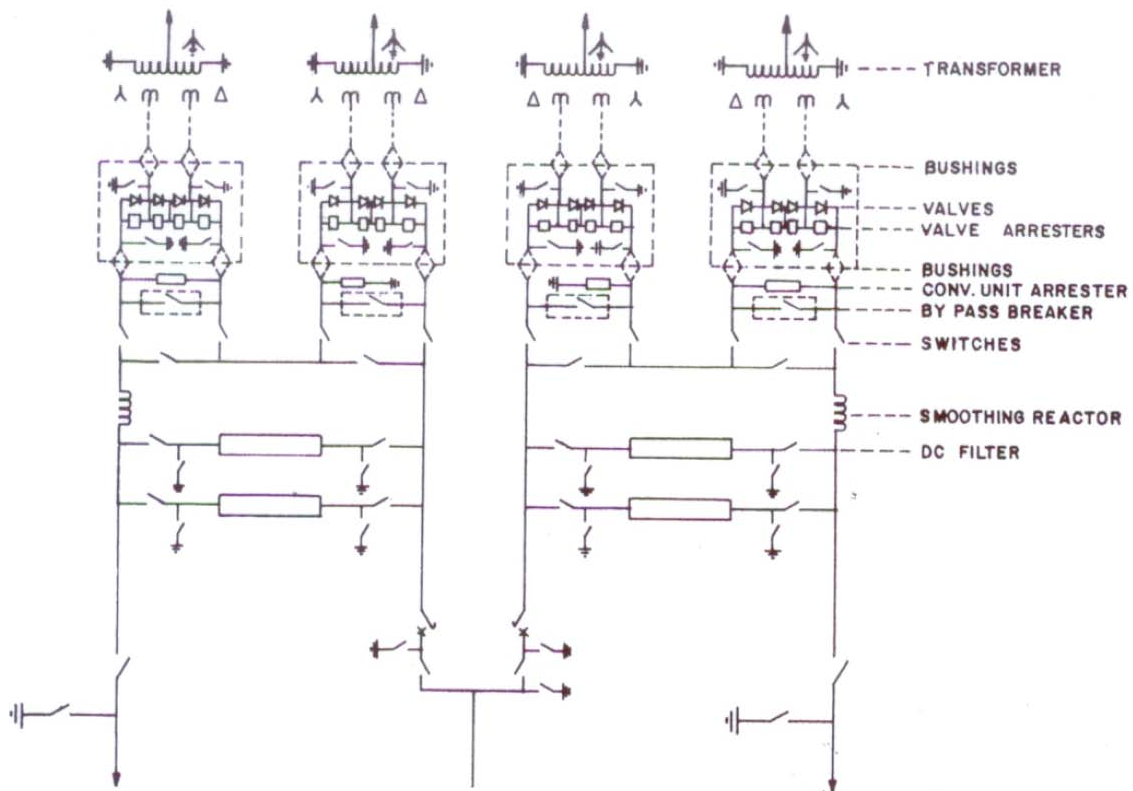 TRANSFORMER
BUSHINGS
VALVES
VALVE ARRESTERS
BUSHINGS
CONV. UNIT ARRESTER
BY PASS BREAKER
SWITCHES
SMOOTHING REACTOR
DC FILTER